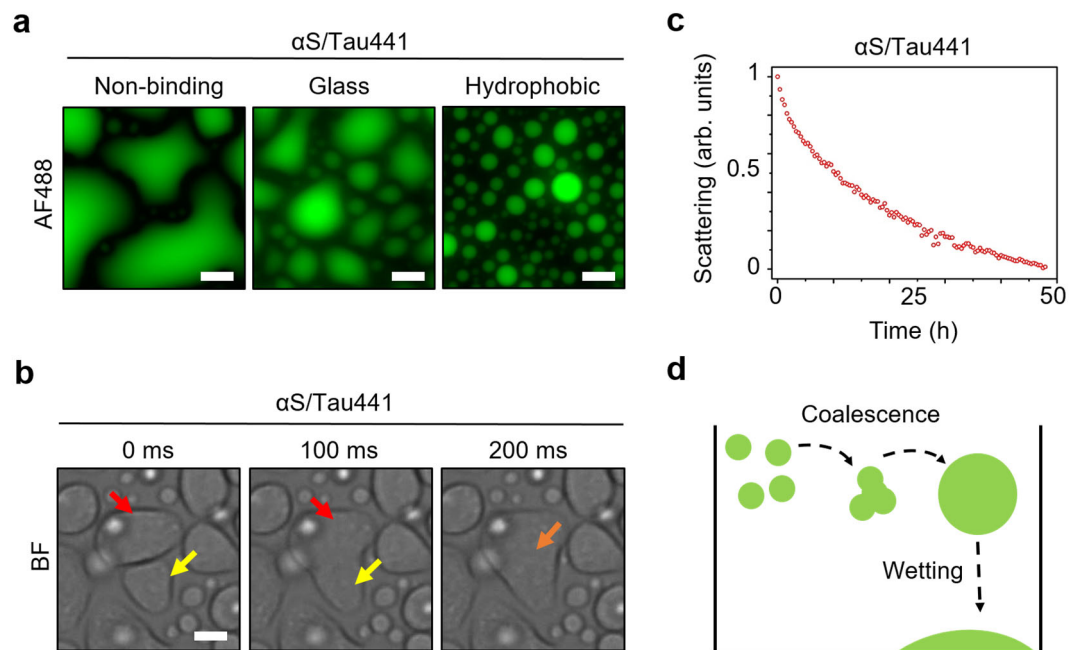 a
αS/Tau441
Non-binding Glass Hydrophobic
AF488
b
αS/Tau441
0 ms 100 ms 200 ms
BF
c
αS/Tau441
Scattering (arb. units)
1
0.5
0
0 25 50
Time (h)
d
Coalescence
Wetting